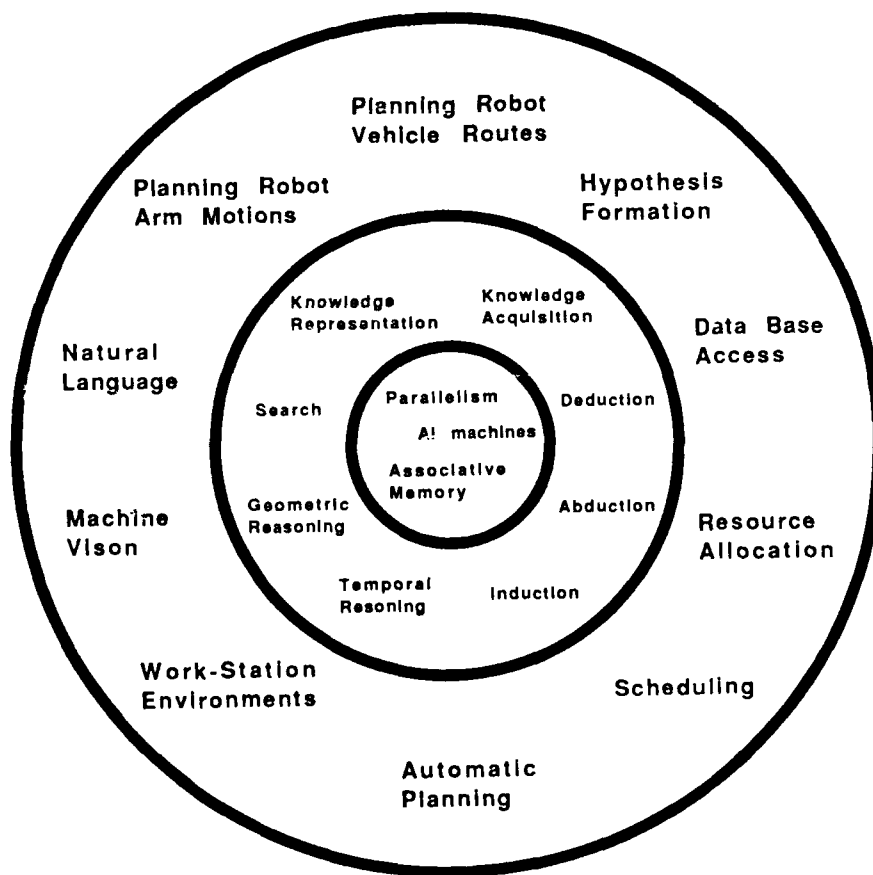 Planning Robot
Vehicle Routes
Planning Robot
Arm Motions
Hypothesis
Formation
Knowledge
Representation
Knowledge
Acquisition
Natural
Language
Data Base
Access
Search
Parallelism
Deduction
AI machines
Associative
Memory
Geometric
Reasoning
Abduction
Machine
Vison
Resource
Allocation
Temporal
Resoning
Induction
Work-Station
Environments
Scheduling
Automatic
Planning